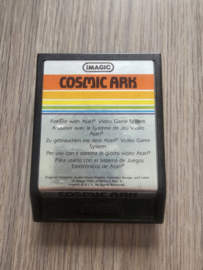 IMAGIC
COSMIC ARK
For use with Atari® Video Game System
A utiliser avec le Système de Jeu Video
Atari®
Zu gebrauchen mit dem Atari® Video Game
System
Per uso con il sistema di giochi video Atari®
Para usarlo con el Sistema de Juegos
Electrónicos de Atari®